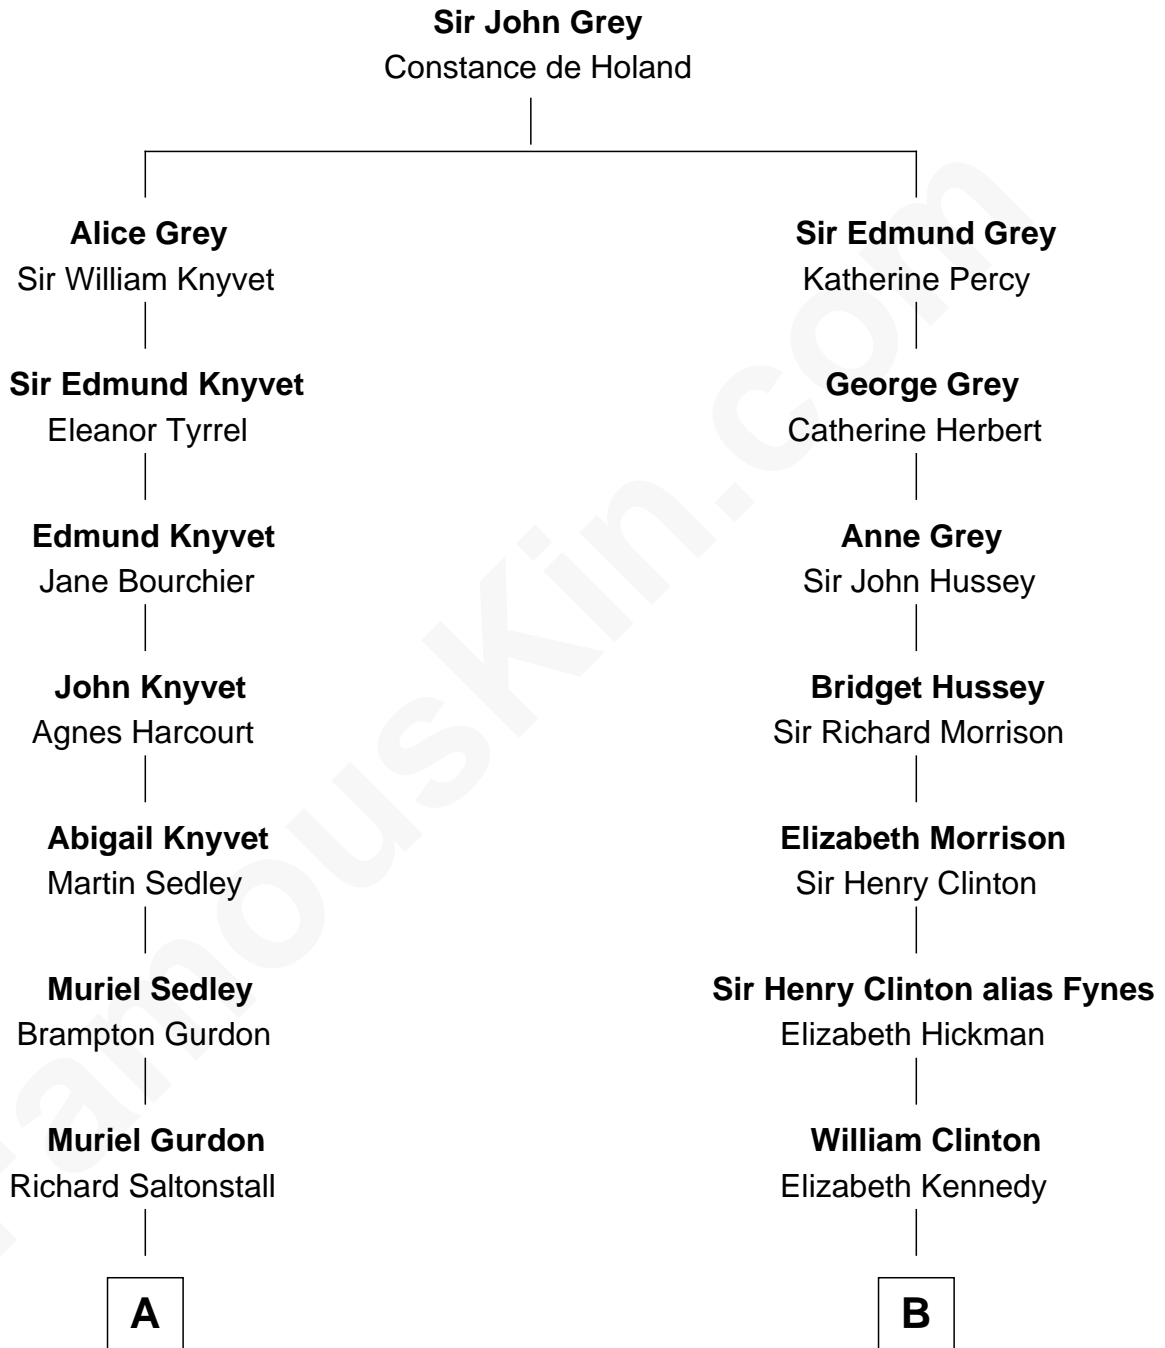 Sir John Grey
Constance de Holand
Alice Grey
Sir William Knyvet
Sir Edmund Grey
Katherine Percy
Sir Edmund Knyvet
Eleanor Tyrrel
George Grey
Catherine Herbert
Edmund Knyvet
Jane Bourchier
Anne Grey
Sir John Hussey
John Knyvet
Agnes Harcourt
Bridget Hussey
Sir Richard Morrison
Abigail Knyvet
Martin Sedley
Elizabeth Morrison
Sir Henry Clinton
Muriel Sedley
Brampton Gurdon
Sir Henry Clinton alias Fynes
Elizabeth Hickman
Muriel Gurdon
Richard Saltonstall
William Clinton
Elizabeth Kennedy
A
B
FamousKin.com